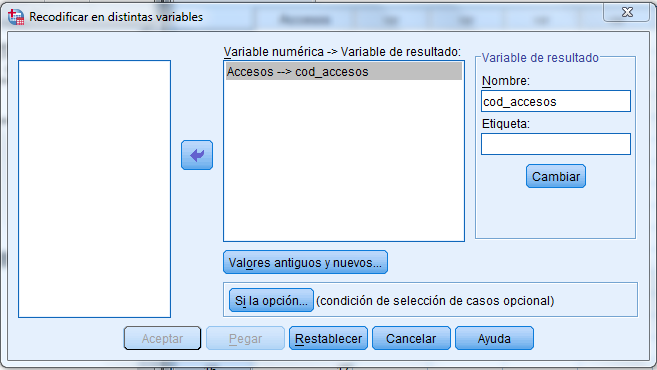 Recodificar en distintas variables
Accesos
Variable numérica -> Variable de resultado:
Accesos --> cod_accesos
Variable de resultado
Nombre:
cod_accesos
Etiqueta:
Cambiar
Valores antiguos y nuevos...
Si la opción... (condición de selección de casos opcional)
Aceptar Pegar Restablecer Cancelar Ayuda